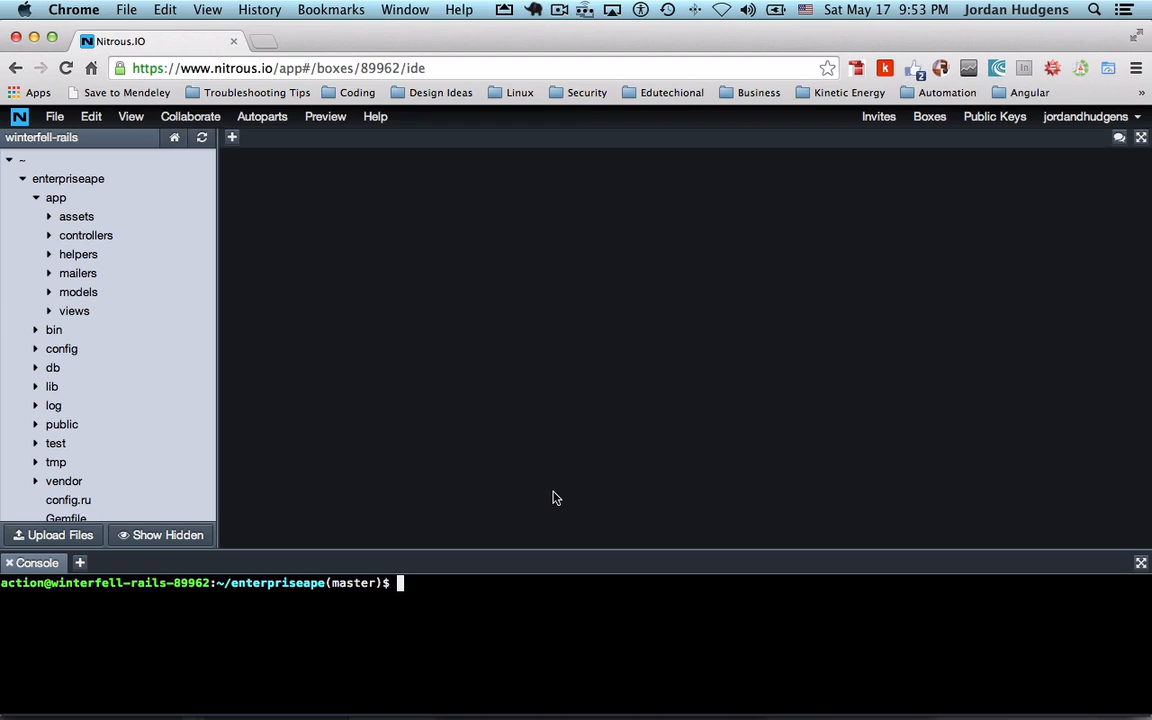 Chrome File Edit View History Bookmarks Window Help Sat May 17 9:53 PM Jordan Hudgens
Nitrous.IO
https://www.nitrous.io/app#/boxes/89962/ide
Apps Save to Mendeley Troubleshooting Tips Coding Design Ideas Linux Security Edutechional Business Kinetic Energy Automation Angular »
N File Edit View Collaborate Autoparts Preview Help Invites Boxes Public Keys jordandhudgens
winterfell-rails
~
enterpriseape
app
assets
controllers
helpers
mailers
models
views
bin
config
db
lib
log
public
test
tmp
vendor
config.ru
Gemfile
Upload Files Show Hidden
Console
action@winterfell-rails-89962:~/enterpriseape(master)$